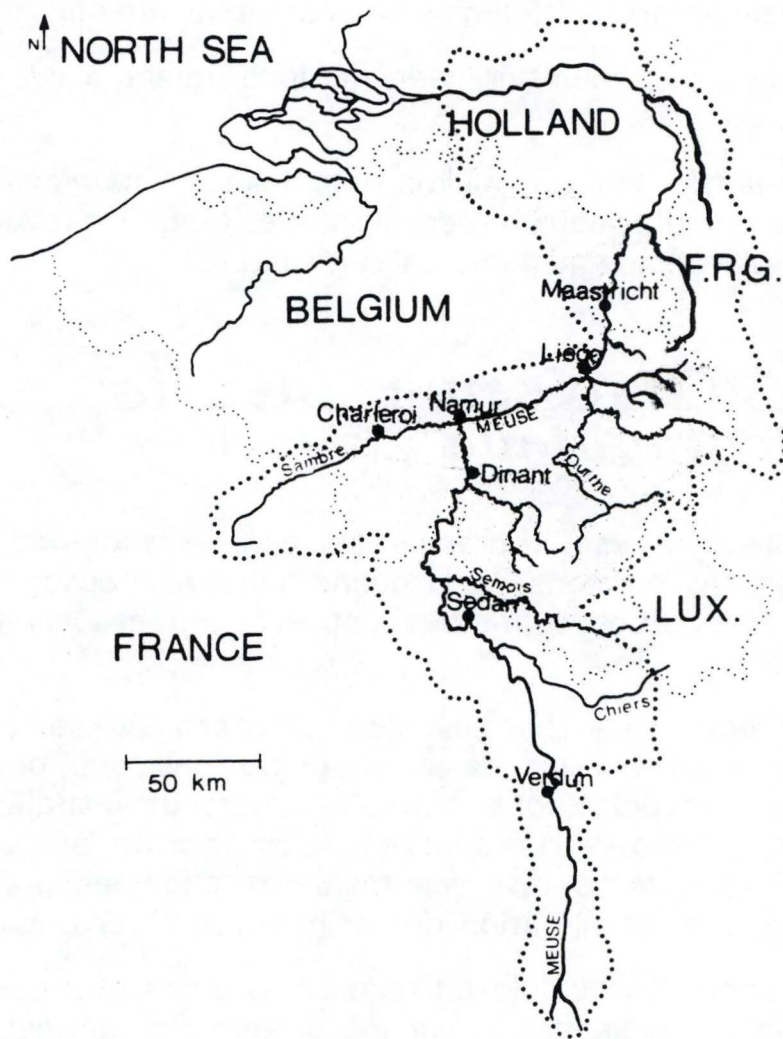 N
NORTH SEA
HOLLAND
F.R.G.
Maastricht
BELGIUM
Liège
Charleroi
Namur
MEUSE
Sambre
Dinant
Ourthe
Semois
Sedan
LUX.
FRANCE
Chiers
50 km
Verdun
MEUSE